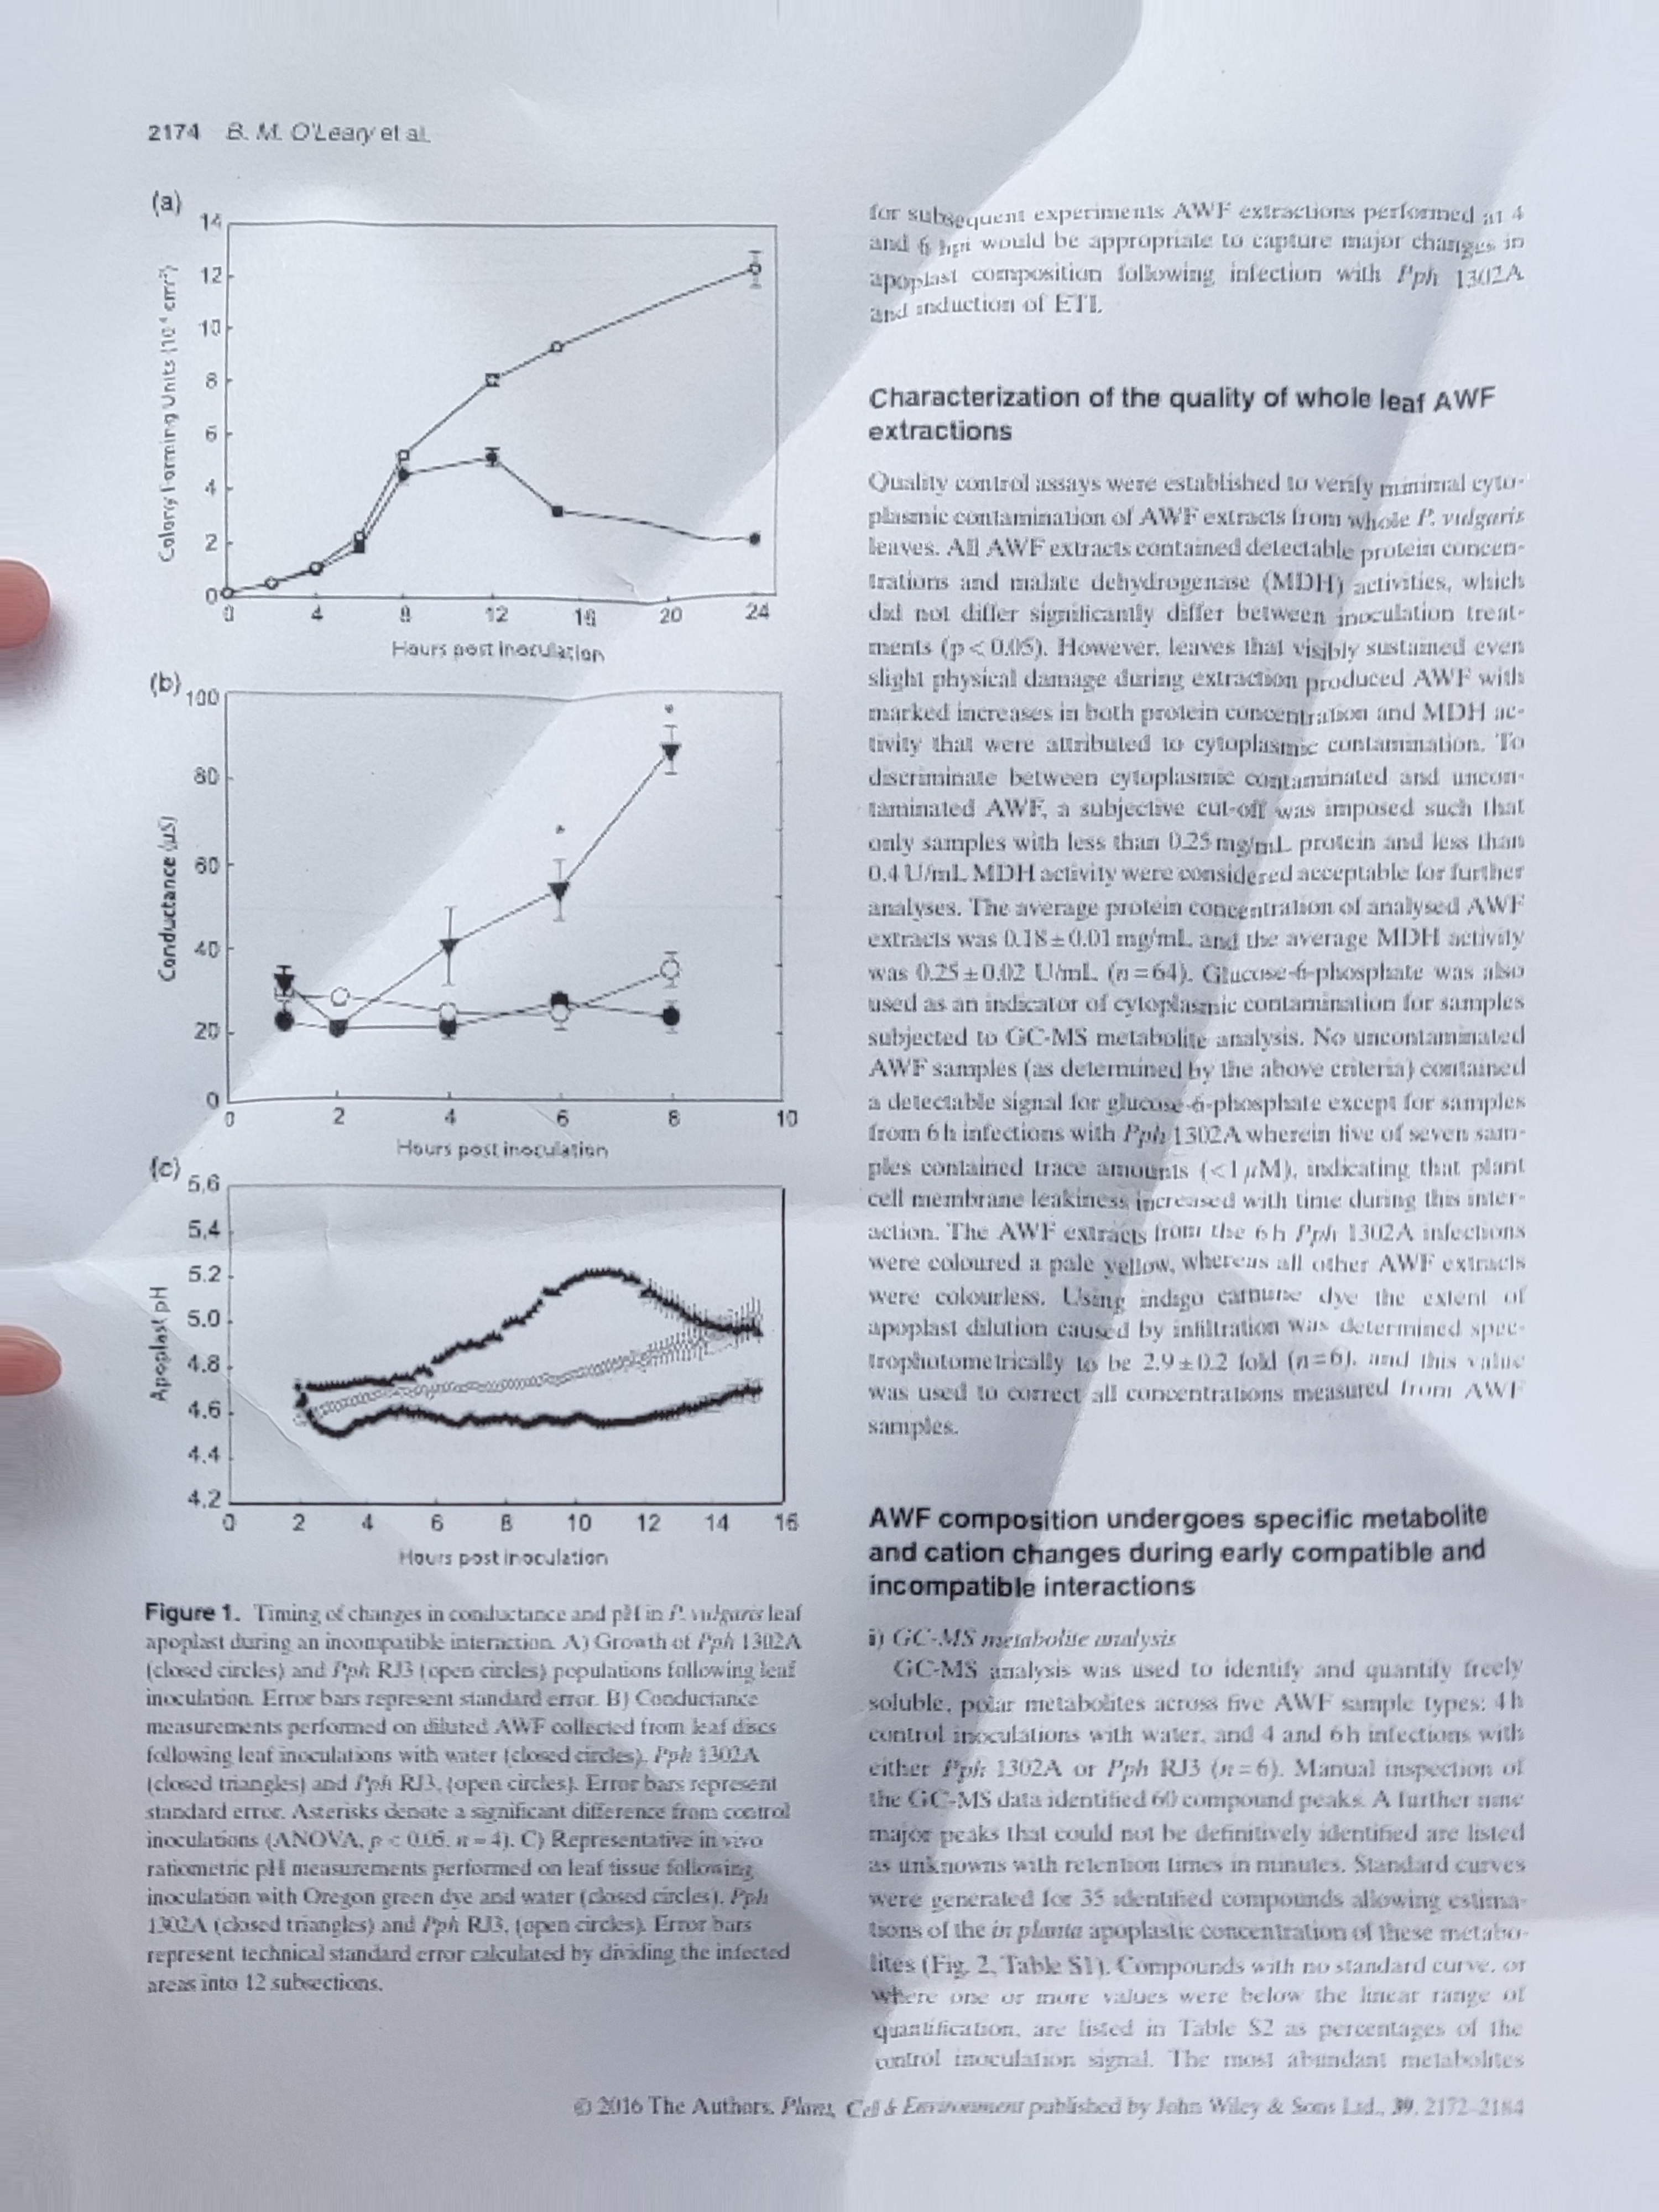 2174 B. M. O'Leary et al.
(a)
14
12
10
8
6
4
2
0
Colony Forming Units (10⁴ cm⁻²)
0 4 8 12 16 20 24
Hours post inoculation
(b)
100
80
60
40
20
0
Conductance (µS)
* *
0 2 4 6 8 10
Hours post inoculation
(c)
5.6
5.4
5.2
5.0
4.8
4.6
4.4
4.2
Apoplast pH
0 2 4 6 8 10 12 14 16
Hours post inoculation
Figure 1. Timing of changes in conductance and pH in P. vulgaris leaf
apoplast during an incompatible interaction. A) Growth of Pph 1302A
(closed circles) and Pph RJ3 (open circles) populations following leaf
inoculation. Error bars represent standard error. B) Conductance
measurements performed on diluted AWF collected from leaf discs
following leaf inoculations with water (closed circles), Pph 1302A
(closed triangles) and Pph RJ3, (open circles). Error bars represent
standard error. Asterisks denote a significant difference from control
inoculations (ANOVA, p < 0.05, n = 4). C) Representative in vivo
ratiometric pH measurements performed on leaf tissue following
inoculation with Oregon green dye and water (closed circles), Pph
1302A (closed triangles) and Pph RJ3, (open circles). Error bars
represent technical standard error calculated by dividing the infected
areas into 12 subsections.
for subsequent experiments AWF extractions performed at 4
and 6 hpi would be appropriate to capture major changes in
apoplast composition following infection with Pph 1302A
and induction of ETI.
Characterization of the quality of whole leaf AWF
extractions
Quality control assays were established to verify minimal cyto-
plasmic contamination of AWF extracts from whole P. vulgaris
leaves. All AWF extracts contained detectable protein concen-
trations and malate dehydrogenase (MDH) activities, which
did not differ significantly differ between inoculation treat-
ments (p < 0.05). However, leaves that visibly sustained even
slight physical damage during extraction produced AWF with
marked increases in both protein concentration and MDH ac-
tivity that were attributed to cytoplasmic contamination. To
discriminate between cytoplasmic contaminated and uncon-
taminated AWF, a subjective cut-off was imposed such that
only samples with less than 0.25 mg/mL protein and less than
0.4 U/mL MDH activity were considered acceptable for further
analyses. The average protein concentration of analysed AWF
extracts was 0.18 ± 0.01 mg/mL and the average MDH activity
was 0.25 ± 0.02 U/mL (n = 64). Glucose-6-phosphate was also
used as an indicator of cytoplasmic contamination for samples
subjected to GC-MS metabolite analysis. No uncontaminated
AWF samples (as determined by the above criteria) contained
a detectable signal for glucose-6-phosphate except for samples
from 6 h infections with Pph 1302A wherein five of seven sam-
ples contained trace amounts (<1 µM), indicating that plant
cell membrane leakiness increased with time during this inter-
action. The AWF extracts from the 6 h Pph 1302A infections
were coloured a pale yellow, whereas all other AWF extracts
were colourless. Using indigo carmine dye the extent of
apoplast dilution caused by infiltration was determined spec-
trophotometrically to be 2.9 ± 0.2 fold (n = 6), and this value
was used to correct all concentrations measured from AWF
samples.
AWF composition undergoes specific metabolite
and cation changes during early compatible and
incompatible interactions
i) GC-MS metabolite analysis
GC-MS analysis was used to identify and quantify freely
soluble, polar metabolites across five AWF sample types: 4 h
control inoculations with water, and 4 and 6 h infections with
either Pph 1302A or Pph RJ3 (n = 6). Manual inspection of
the GC-MS data identified 60 compound peaks. A further nine
major peaks that could not be definitively identified are listed
as unknowns with retention times in minutes. Standard curves
were generated for 35 identified compounds allowing estima-
tions of the in planta apoplastic concentration of these metabo-
lites (Fig. 2, Table S1). Compounds with no standard curve, or
where one or more values were below the linear range of
quantification, are listed in Table S2 as percentages of the
control inoculation signal. The most abundant metabolites
© 2016 The Authors. Plant, Cell & Environment published by John Wiley & Sons Ltd., 39, 2172–2184